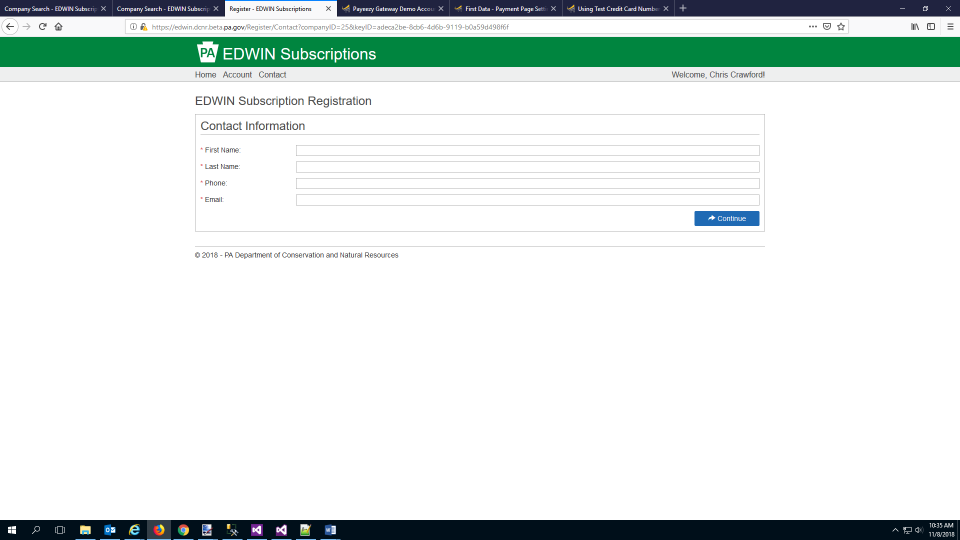 Company Search - EDWIN Subscrip
Company Search - EDWIN Subscrip
Register - EDWIN Subscriptions
Payeezy Gateway Demo Accou
First Data - Payment Page Setti
Using Test Credit Card Number
https://edwin.dcnr.beta.pa.gov/Register/Contact?companyID=25&keyID=adeca2be-8cb6-4d6b-9119-b0a59d498f6f
PA EDWIN Subscriptions
Home Account Contact Welcome, Chris Crawford!
EDWIN Subscription Registration
Contact Information
* First Name:
* Last Name:
* Phone:
* Email:
Continue
© 2018 - PA Department of Conservation and Natural Resources
10:35 AM
11/8/2018